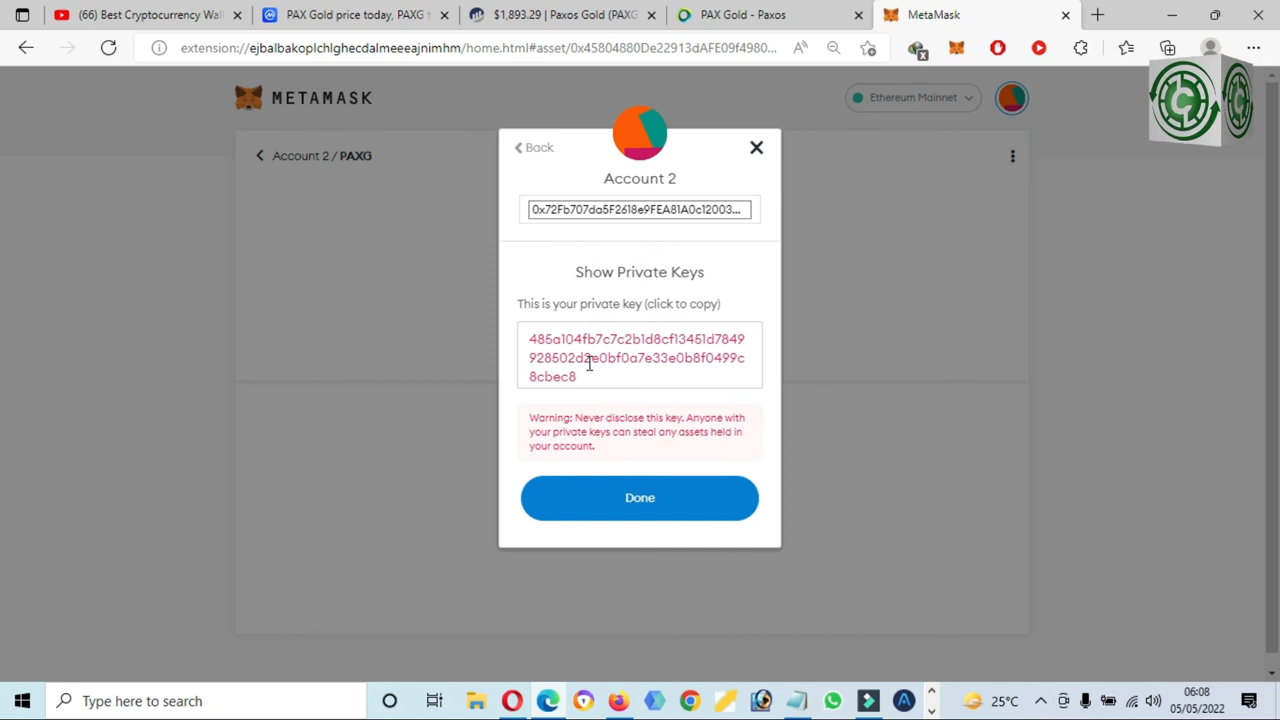 (66) Best Cryptocurrency Wal
PAX Gold price today, PAXG t
$1,893.29 | Paxos Gold (PAXG
PAX Gold - Paxos
MetaMask
extension://ejbalbakoplchlghecdalmeeeajnimhm/home.html#asset/0x45804880De22913dAFE09f4980...
METAMASK
Ethereum Mainnet
Account 2 / PAXG
Back
Account 2
0x72Fb707da5F2618e9FEA81A0c12003...
Show Private Keys
This is your private key (click to copy)
485a104fb7c7c2b1d8cf13451d7849
928502d2e0bf0a7e33e0b8f0499c
8cbec8
Warning: Never disclose this key. Anyone with
your private keys can steal any assets held in
your account.
Done
Type here to search
25°C
06:08
05/05/2022